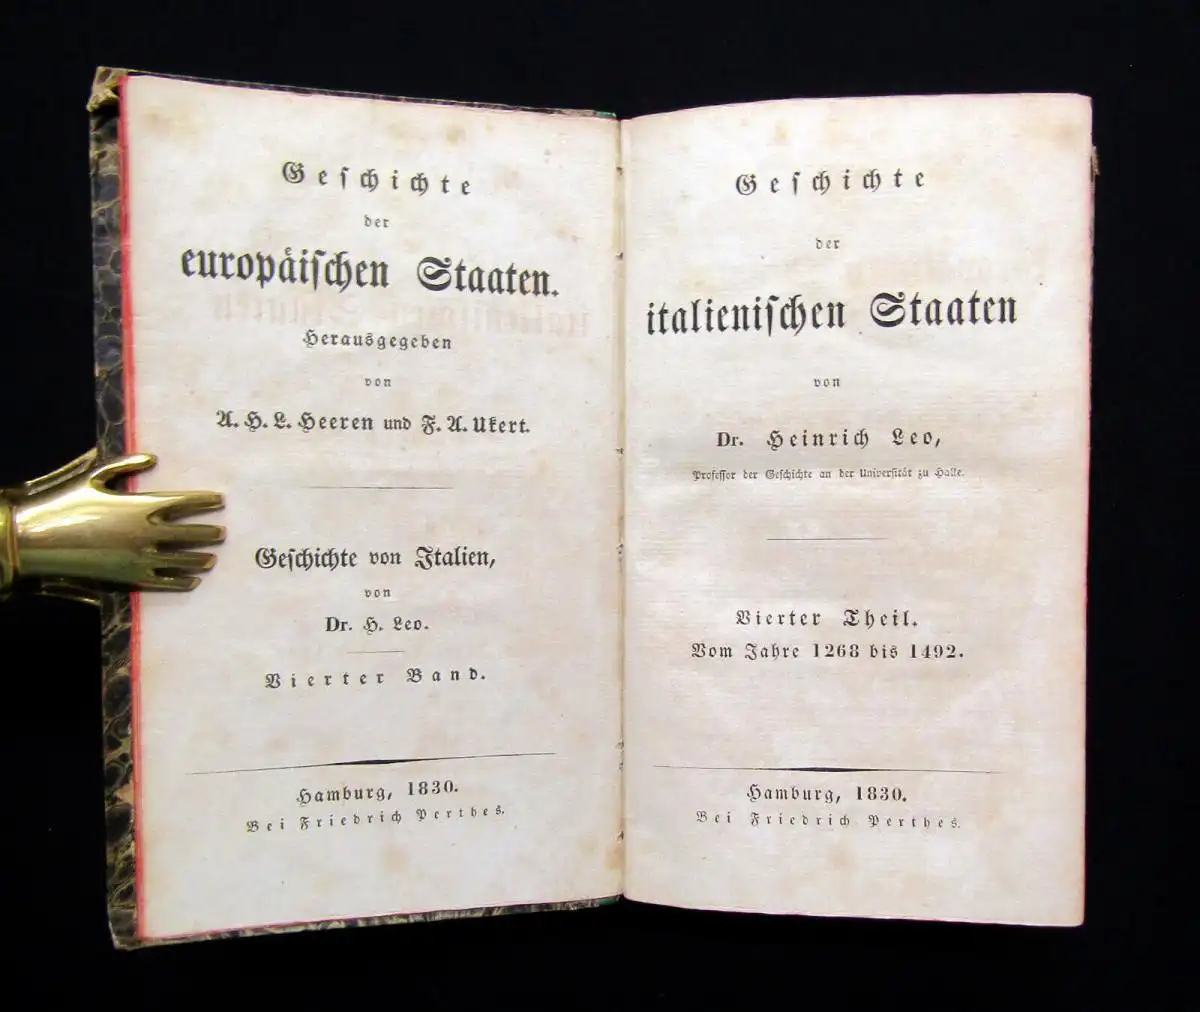 Geschichte
der
europäischen Staaten.
Herausgegeben
von
A. H. L. Heeren und F. A. Ukert.
Geschichte von Italien,
von
Dr. H. Leo.
Vierter Band.
Hamburg, 1830.
Bei Friedrich Perthes.
Geschichte
der
italienischen Staaten
von
Dr. Heinrich Leo,
Professor der Geschichte an der Universität zu Halle.
Vierter Theil.
Vom Jahre 1268 bis 1492.
Hamburg, 1830.
Bei Friedrich Perthes.